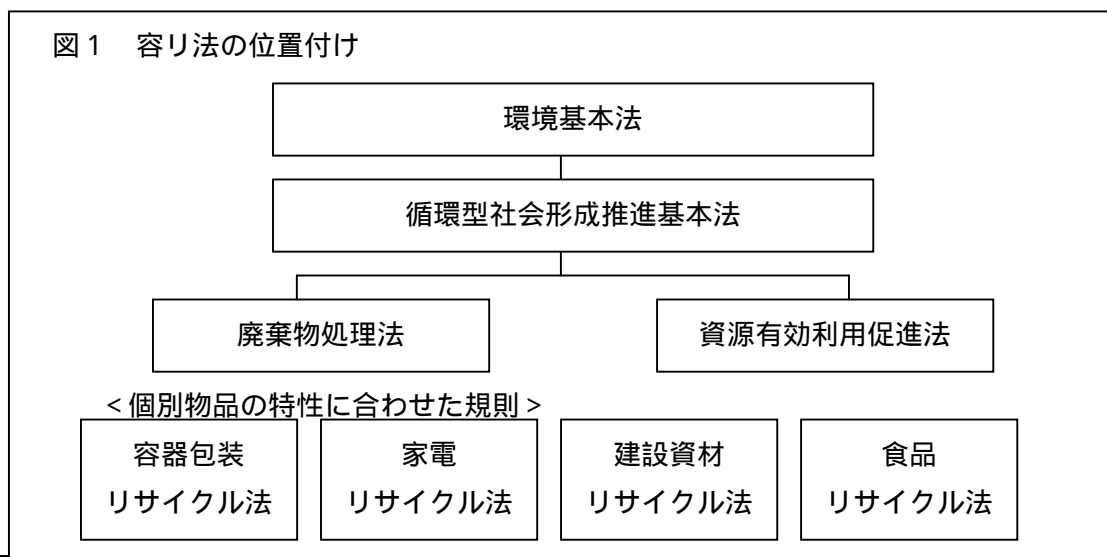 図1 容リ法の位置付け
環境基本法
循環型社会形成推進基本法
廃棄物処理法
資源有効利用促進法
<個別物品の特性に合わせた規則>
容器包装
リサイクル法
家電
リサイクル法
建設資材
リサイクル法
食品
リサイクル法